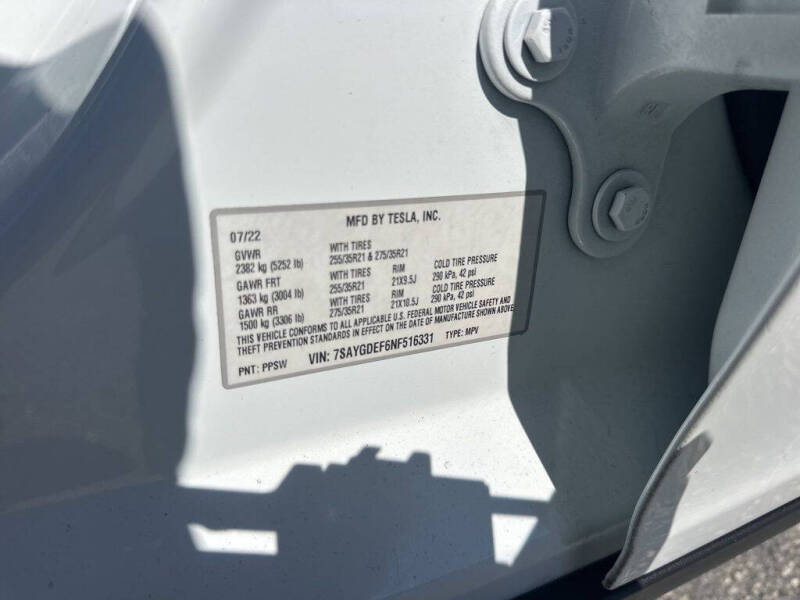 MFD BY TESLA, INC.
07/22
GVWR WITH TIRES
2382 kg (5252 lb) 255/35R21 & 275/35R21
GAWR FRT WITH TIRES RIM COLD TIRE PRESSURE
1363 kg (3004 lb) 255/35R21 21X9.5J 290 kPa, 42 psi
GAWR RR WITH TIRES RIM COLD TIRE PRESSURE
1500 kg (3306 lb) 275/35R21 21X10.5J 290 kPa, 42 psi
THIS VEHICLE CONFORMS TO ALL APPLICABLE U.S. FEDERAL MOTOR VEHICLE SAFETY AND
THEFT PREVENTION STANDARDS IN EFFECT ON THE DATE OF MANUFACTURE SHOWN ABOVE.
PNT: PPSW VIN: 7SAYGDEF6NF516331 TYPE: MPV